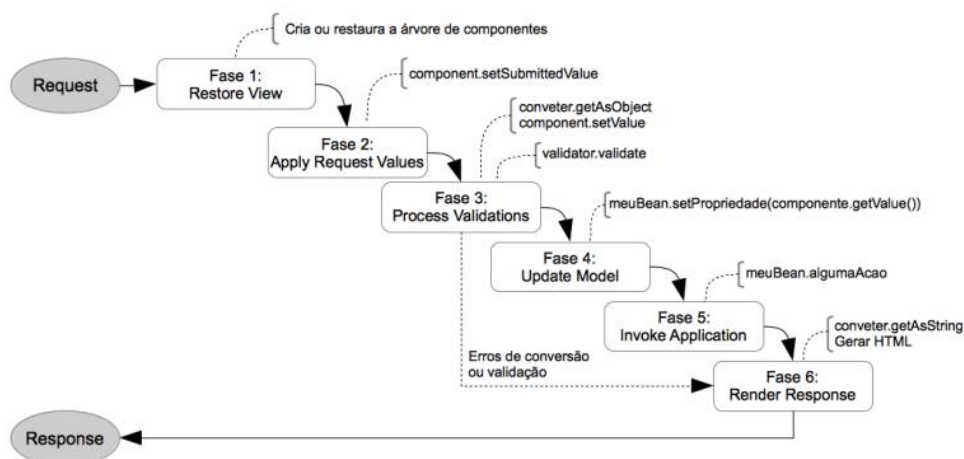 Cria ou restaura a árvore de componentes
Request
Fase 1:
Restore View
component.setSubmittedValue
Fase 2:
Apply Request Values
conveter.getAsObject
component.setValue
validator.validate
Fase 3:
Process Validations
meuBean.setPropriedade(componente.getValue())
Fase 4:
Update Model
meuBean.algumaAcao
Fase 5:
Invoke Application
conveter.getAsString
Gerar HTML
Erros de conversão
ou validação
Fase 6:
Render Response
Response